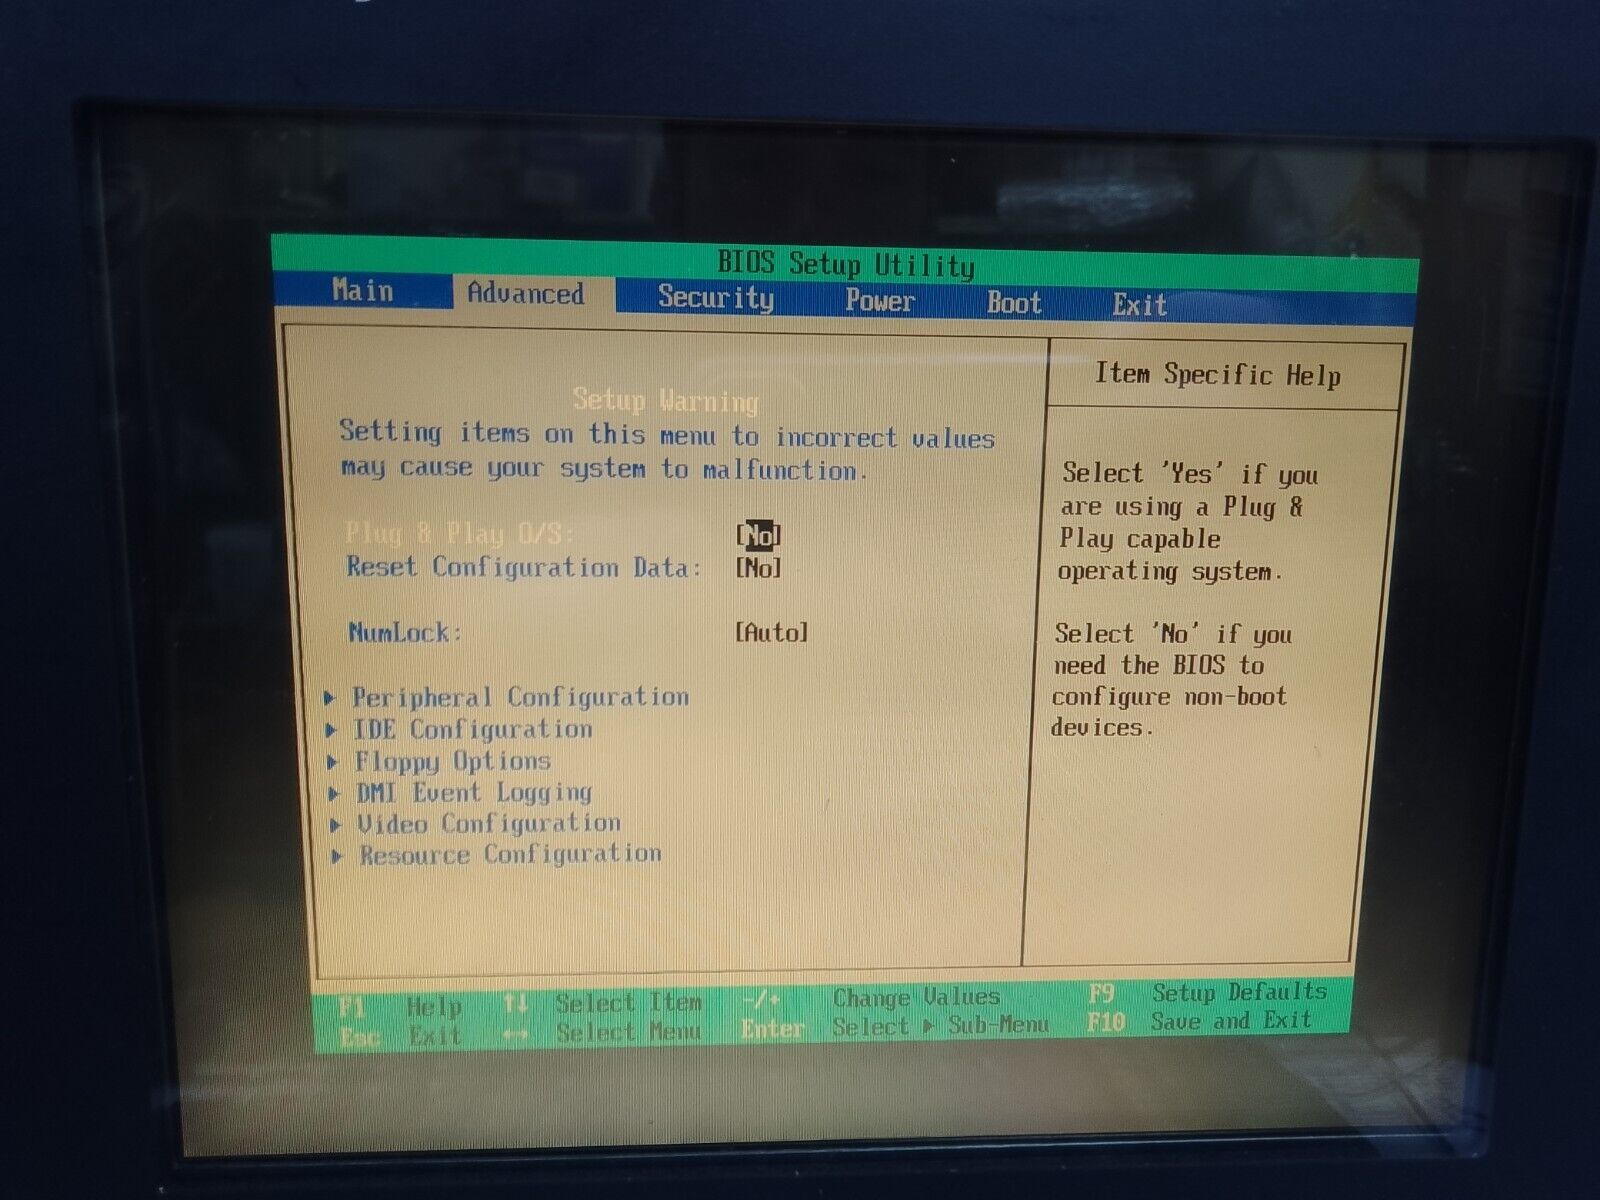 BIOS Setup Utility
Main Advanced Security Power Boot Exit
Setup Warning
Setting items on this menu to incorrect values
may cause your system to malfunction.
Plug & Play O/S: [No]
Reset Configuration Data: [No]
NumLock: [Auto]
Peripheral Configuration
IDE Configuration
Floppy Options
DMI Event Logging
Video Configuration
Resource Configuration
Item Specific Help
Select 'Yes' if you
are using a Plug &
Play capable
operating system.
Select 'No' if you
need the BIOS to
configure non-boot
devices.
F1 Help ↑↓ Select Item -/+ Change Values F9 Setup Defaults
Esc Exit ↔ Select Menu Enter Select ▶ Sub-Menu F10 Save and Exit